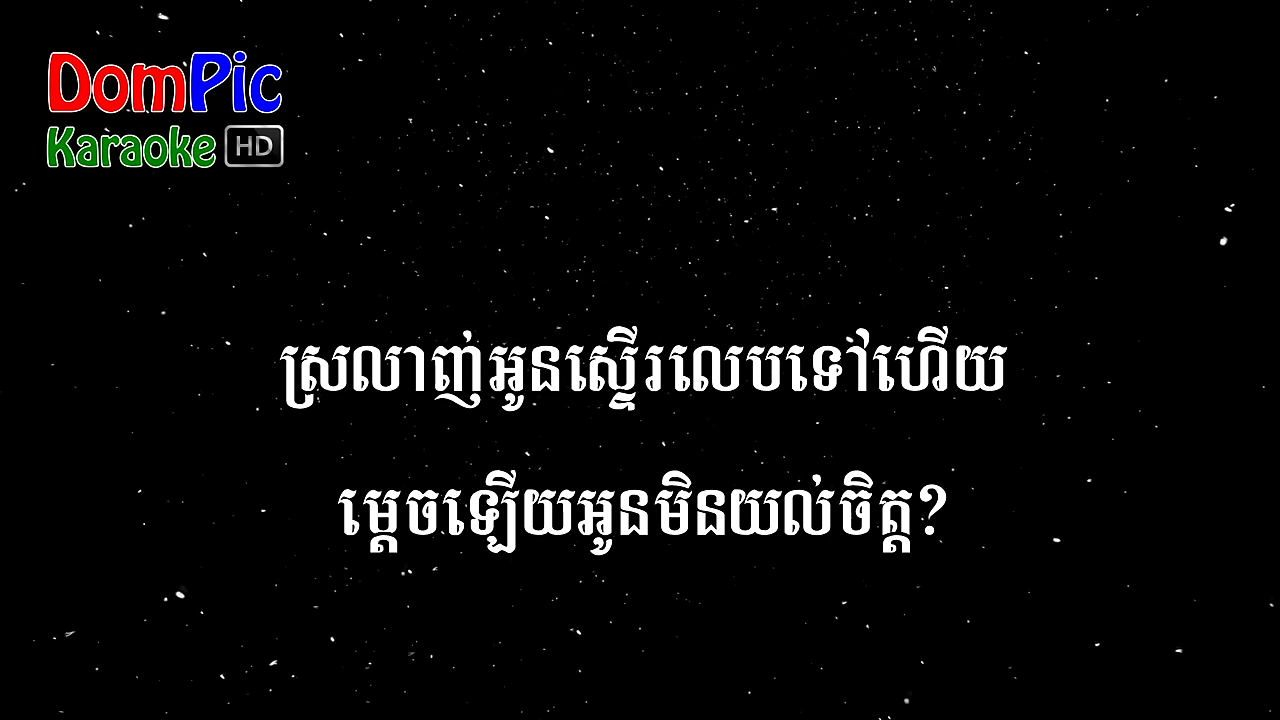 DomPic
Karaoke HD
ស្រលាញ់អូនស្ទើរលេបទៅហើយ
ម្ដេចឡើយអូនមិនយល់ចិត្ត?